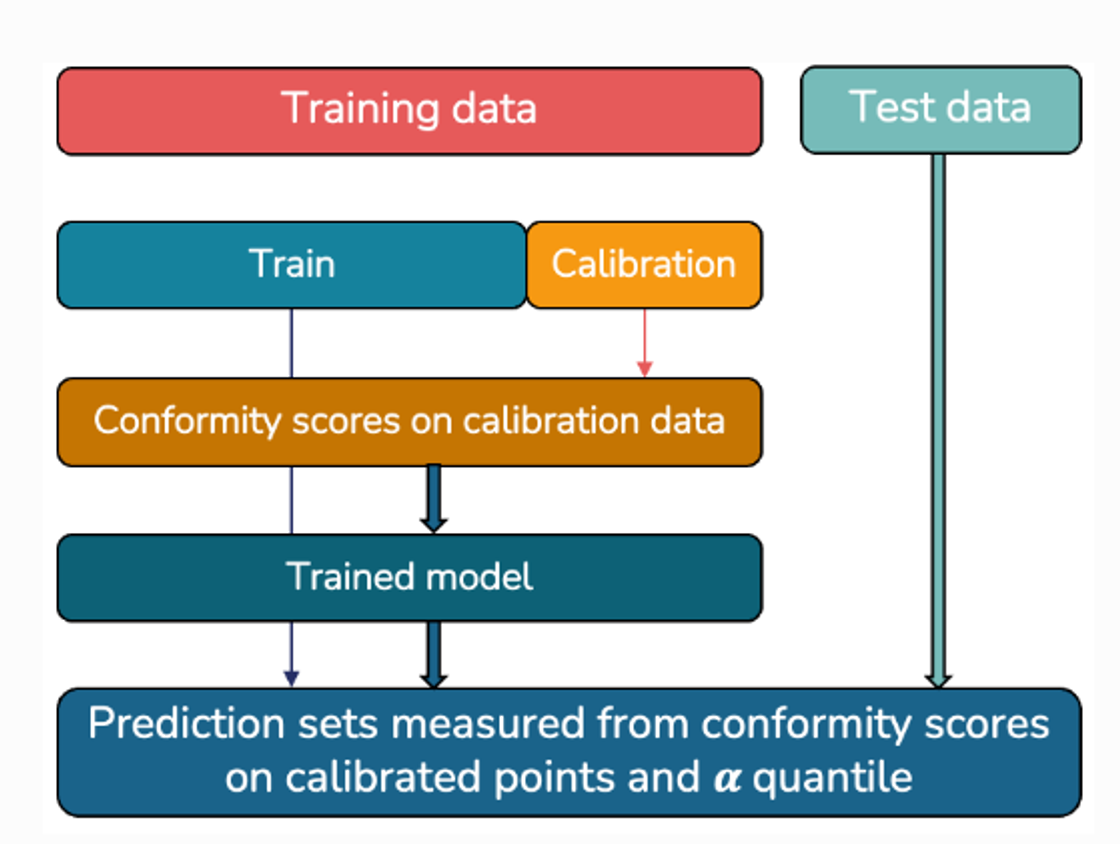 Training data
Test data
Train
Calibration
Conformity scores on calibration data
Trained model
Prediction sets measured from conformity scores
on calibrated points and α quantile